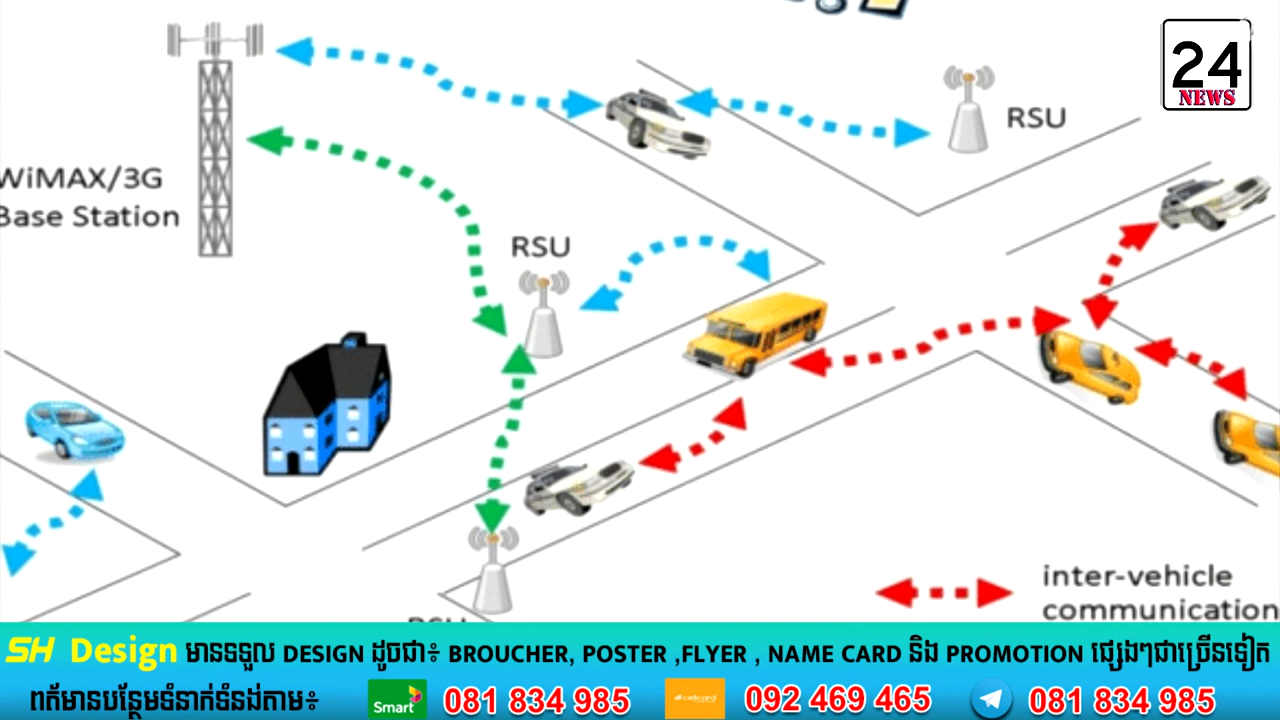 24
NEWS
RSU
WiMAX/3G
Base Station
RSU
inter-vehicle
communication
RSU
SH Design មានទទួល DESIGN ដូចជា៖ BROUCHER, POSTER ,FLYER , NAME CARD និង PROMOTION ផ្សេងៗជាច្រើនទៀត
ពត៌មានបន្ថែមទំនាក់ទំនង់តាម៖ Smart 081 834 985 cellcard 092 469 465 081 834 985